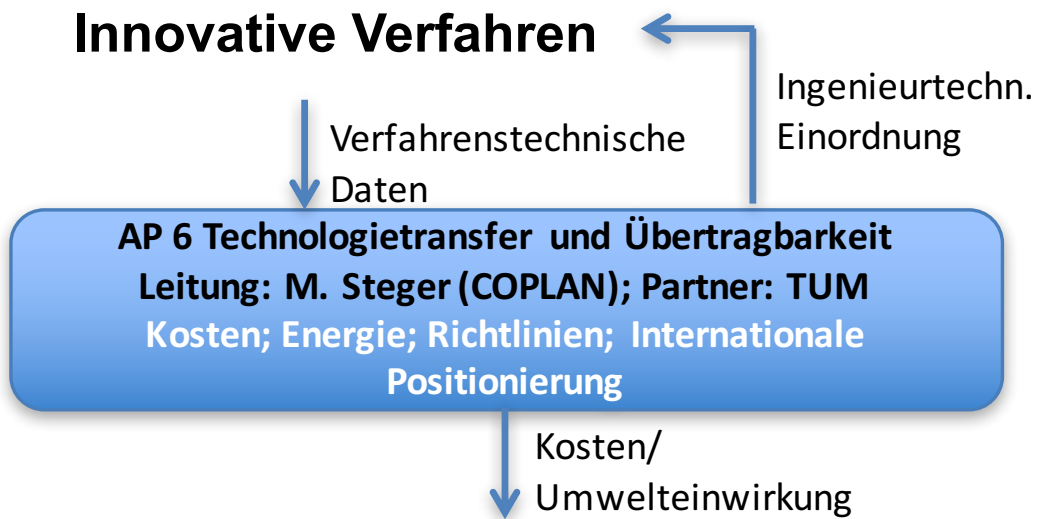 Innovative Verfahren
Ingenieurtechn.
Einordnung
Verfahrenstechnische
Daten
AP 6 Technologietransfer und Übertragbarkeit
Leitung: M. Steger (COPLAN); Partner: TUM
Kosten; Energie; Richtlinien; Internationale
Positionierung
Kosten/
Umwelteinwirkung